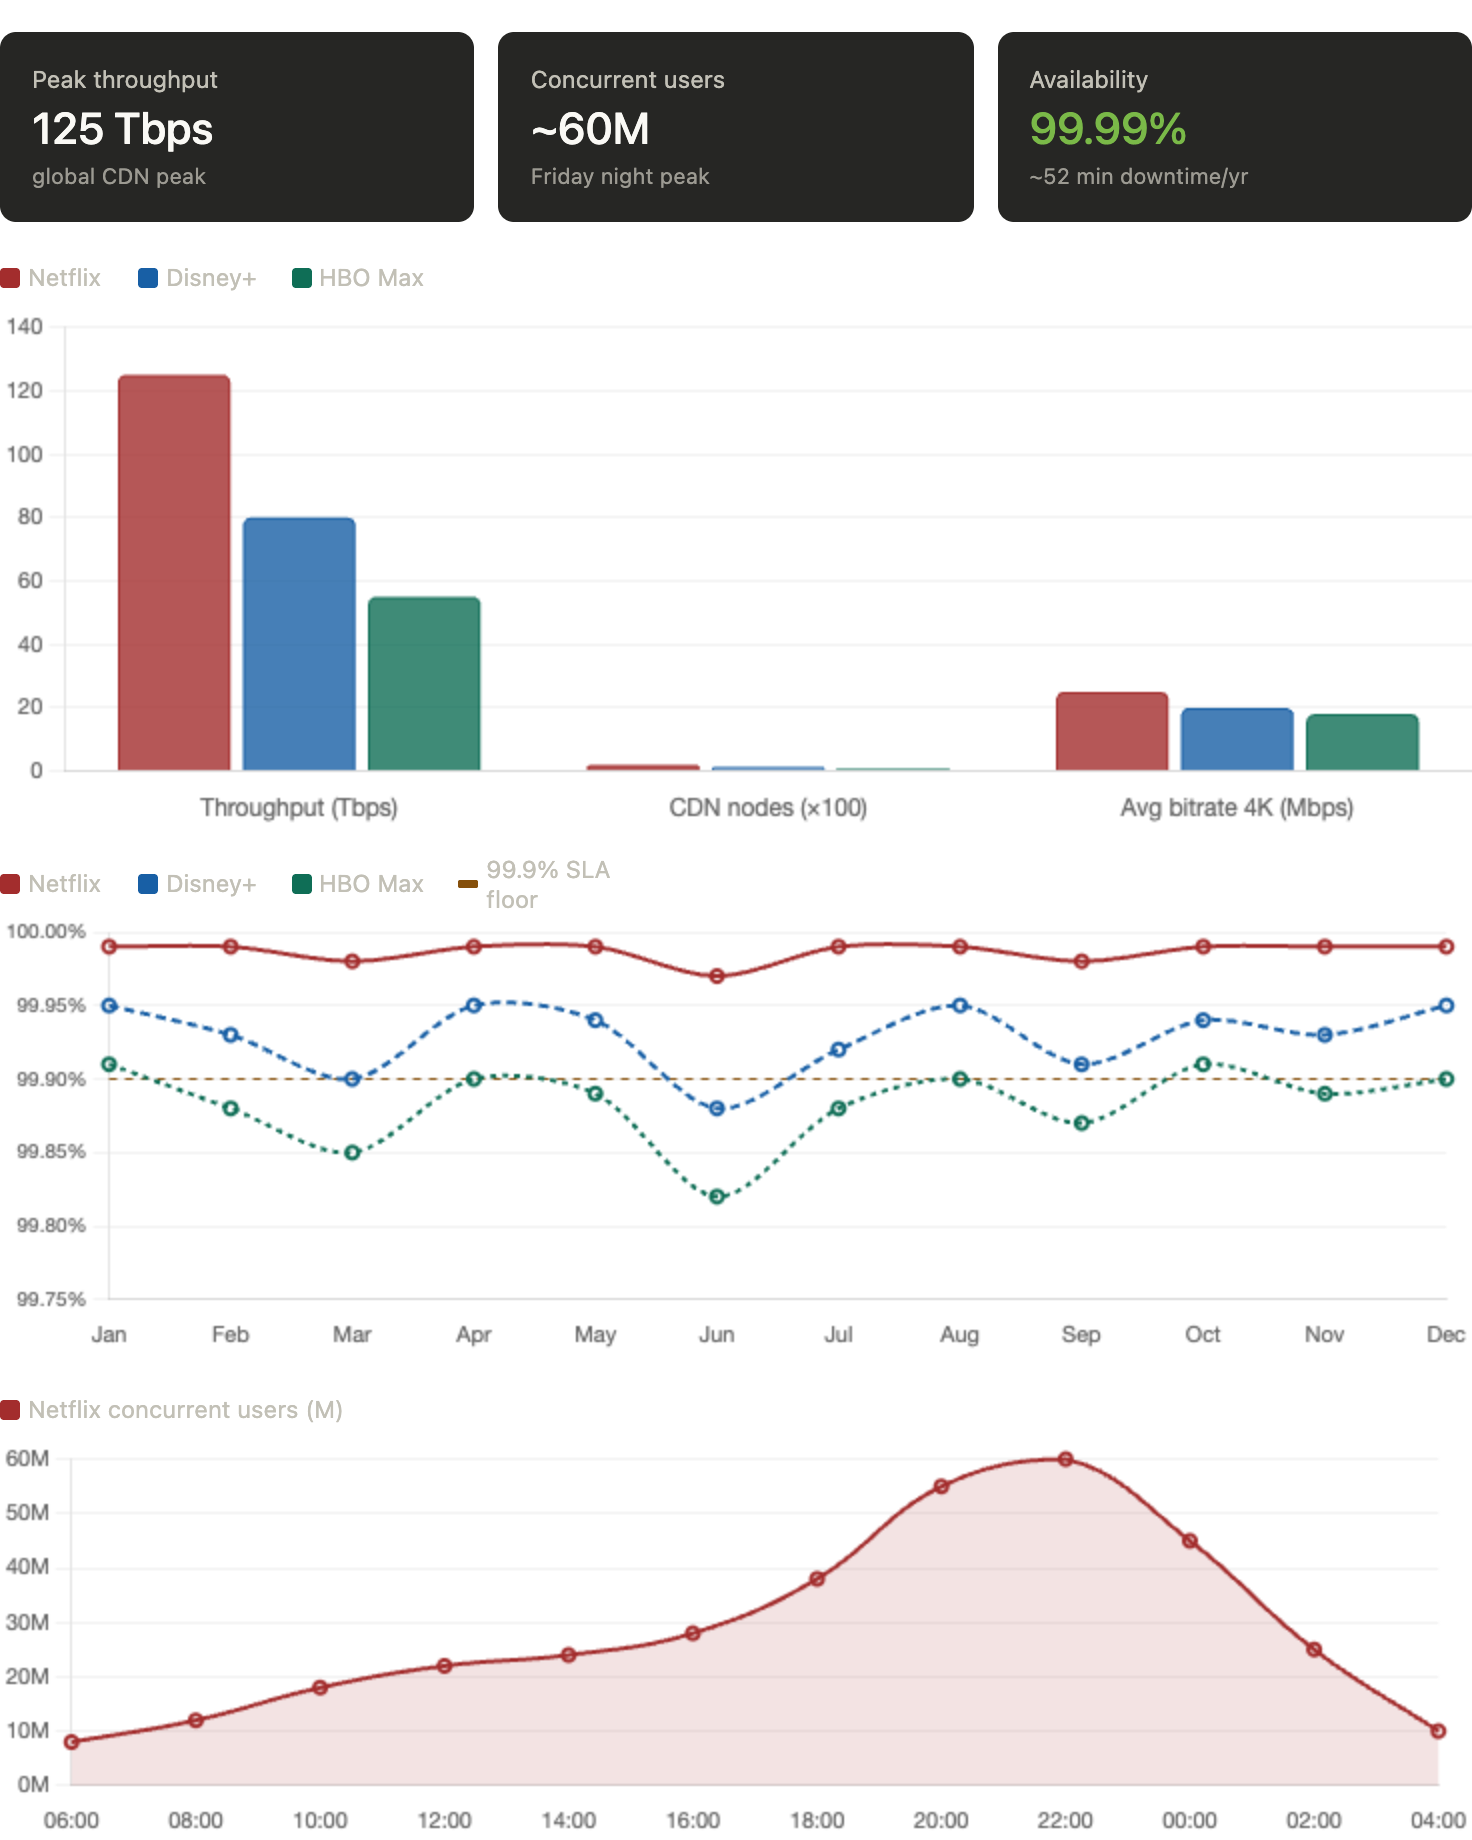 Peak throughput
125 Tbps
global CDN peak
Concurrent users
~60M
Friday night peak
Availability
99.99%
~52 min downtime/yr
Netflix Disney+ HBO Max
140
120
100
80
60
40
20
0
Throughput (Tbps) CDN nodes (×100) Avg bitrate 4K (Mbps)
Netflix Disney+ HBO Max 99.9% SLA
floor
100.00%
99.95%
99.90%
99.85%
99.80%
99.75%
Jan Feb Mar Apr May Jun Jul Aug Sep Oct Nov Dec
Netflix concurrent users (M)
60M
50M
40M
30M
20M
10M
0M
06:00 08:00 10:00 12:00 14:00 16:00 18:00 20:00 22:00 00:00 02:00 04:00